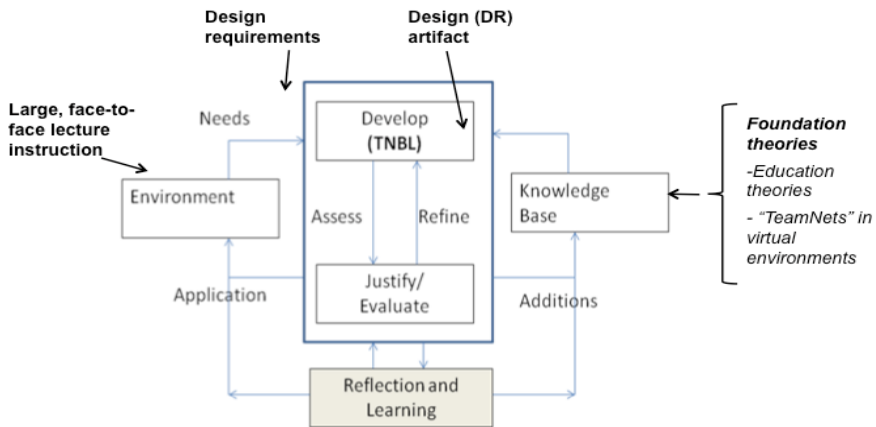 Design
requirements
Design (DR)
artifact
Large, face-to-
face lecture
instruction
Needs
Develop
(TNBL)
Foundation
theories
-Education
theories
- “TeamNets” in
virtual
environments
Environment
Knowledge
Base
Assess
Refine
Justify/
Evaluate
Application
Additions
Reflection and
Learning